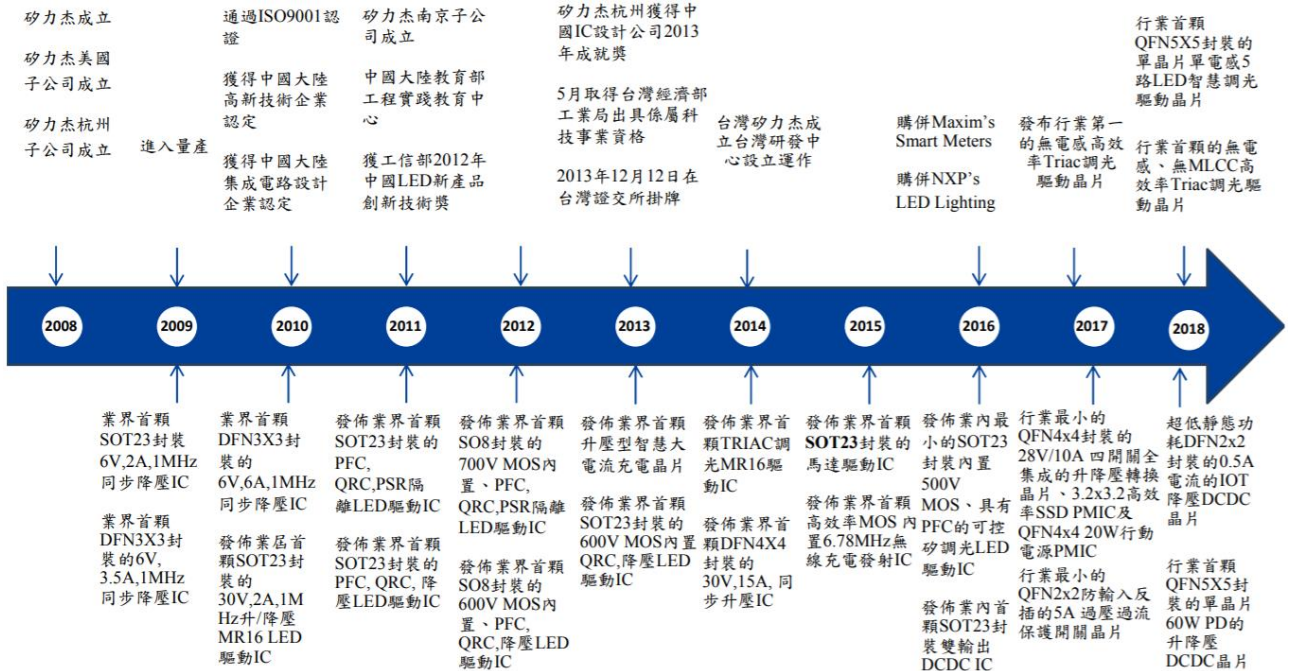 矽力杰成立
矽力杰美國
子公司成立
矽力杰杭州
子公司成立
進入量產
通過ISO9001認
證
獲得中國大陸
高新技術企業
認定
獲得中國大陸
集成電路設計
企業認定
矽力杰南京子公
司成立
中國大陸教育部
工程實踐教育中
心
獲工信部2012年
中國LED新產品
創新技術獎
矽力杰杭州獲得中
國IC設計公司2013
年成就獎
5月取得台灣經濟部
工業局出具係屬科
技事業資格
2013年12月12日在
台灣證交所掛牌
台灣矽力杰成
立台灣研發中
心設立運作
購併Maxim's
Smart Meters
購併NXP's
LED Lighting
發布行業第一
的無電感高效
率Triac調光
驅動晶片
行業首顆
QFN5X5封裝的
單晶片單電感5
路LED智慧調光
驅動晶片
行業首顆的無電
感、無MLCC高
效率Triac調光驅
動晶片
2008
2009
2010
2011
2012
2013
2014
2015
2016
2017
2018
業界首顆
SOT23封裝
6V,2A,1MHz
同步降壓IC
業界首顆
DFN3X3封
裝的6V,
3.5A,1MHz
同步降壓IC
業界首顆
DFN3X3封
裝的
6V,6A,1MHz
同步降壓IC
發佈業届首
顆SOT23封
裝的
30V,2A,1M
Hz升/降壓
MR16 LED
驅動IC
發佈業界首顆
SOT23封裝的
PFC,
QRC,PSR隔
離LED驅動IC
發佈業界首顆
SOT23封裝的
PFC, QRC, 降
壓LED驅動IC
發佈業界首顆
SO8封裝的
700V MOS內
置、PFC,
QRC,PSR隔離
LED驅動IC
發佈業界首顆
SO8封裝的
600V MOS內
置、PFC,
QRC,降壓LED
驅動IC
發佈業界首顆
升壓型智慧大
電流充電晶片
發佈業界首顆
SOT23封裝的
600V MOS內置
QRC,降壓LED
驅動IC
發佈業界首
顆TRIAC調
光MR16驅
動IC
發佈業界首
顆DFN4X4
封裝的
30V,15A, 同
步升壓IC
發佈業界首顆
SOT23封裝的
馬達驅動IC
發佈業界首顆
高效率MOS 內
置6.78MHz無
線充電發射IC
發佈業內最
小的SOT23
封裝內置
500V
MOS、具有
PFC的可控
矽調光LED
驅動IC
發佈業內首
顆SOT23封
裝雙輸出
DCDC IC
行業最小的
QFN4x4封裝的
28V/10A 四開關全
集成的升降壓轉換
晶片、3.2x3.2高效
率SSD PMIC及
QFN4x4 20W行動
電源PMIC
行業最小的
QFN2x2防輸入反
插的5A 過壓過流
保護開關晶片
超低靜態功
耗DFN2x2
封裝的0.5A
電流的IOT
降壓DCDC
晶片
行業首顆
QFN5X5封
裝的單晶片
60W PD的
升降壓
DCDC晶片